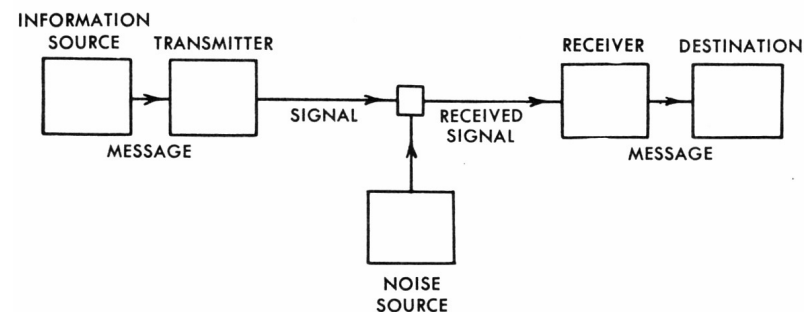 INFORMATION
SOURCE
TRANSMITTER
RECEIVER
DESTINATION
SIGNAL
RECEIVED
SIGNAL
MESSAGE
MESSAGE
NOISE
SOURCE